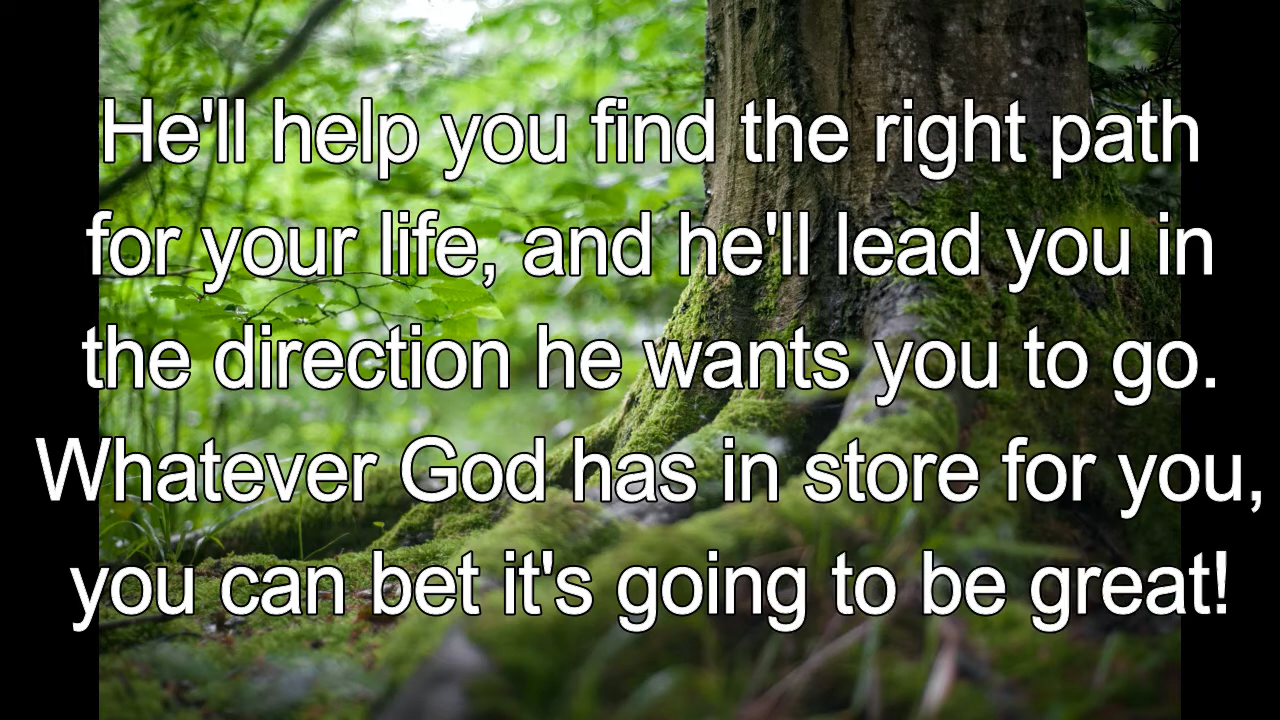 He'll help you find the right path
for your life, and he'll lead you in
the direction he wants you to go.
Whatever God has in store for you,
you can bet it's going to be great!